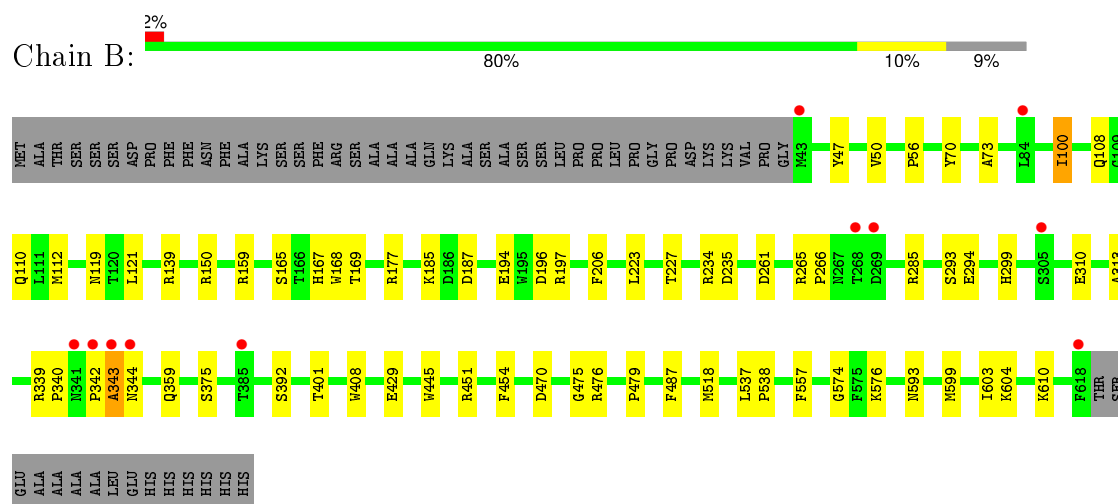 2%
Chain B:
80% 10% 9%
MET ALA THR SER SER SER ASP PRO PHE PHE ASN PHE ALA LYS SER SER PHE ARG SER ALA ALA ALA GLN LYS ALA SER ALA SER SER LEU PRO PRO LEU PRO GLY PRO ASP LYS LYS VAL PRO GLY M43 Y47 V50 P56 Y70 A73 L84 I100 Q108 G109
Q110 L111 M112 N119 T120 L121 R139 R150 R159 S165 T166 H167 W168 T169 R177 K185 D186 D187 E194 W195 D196 R197 F206 L223 T227 R234 D235 D261 R265 P266 N267 T268 D269 R285 S293 E294 H299 S305 E310 A313
R339 P340 N341 P342 A343 N344 Q359 S375 T385 S392 T401 W408 E429 W445 R451 F454 D470 G475 R476 P479 F487 M518 L537 P538 F557 G574 F575 K576 N593 M599 I603 K604 K610 F618 THR SER
GLU ALA ALA ALA ALA LEU GLU HIS HIS HIS HIS HIS HIS